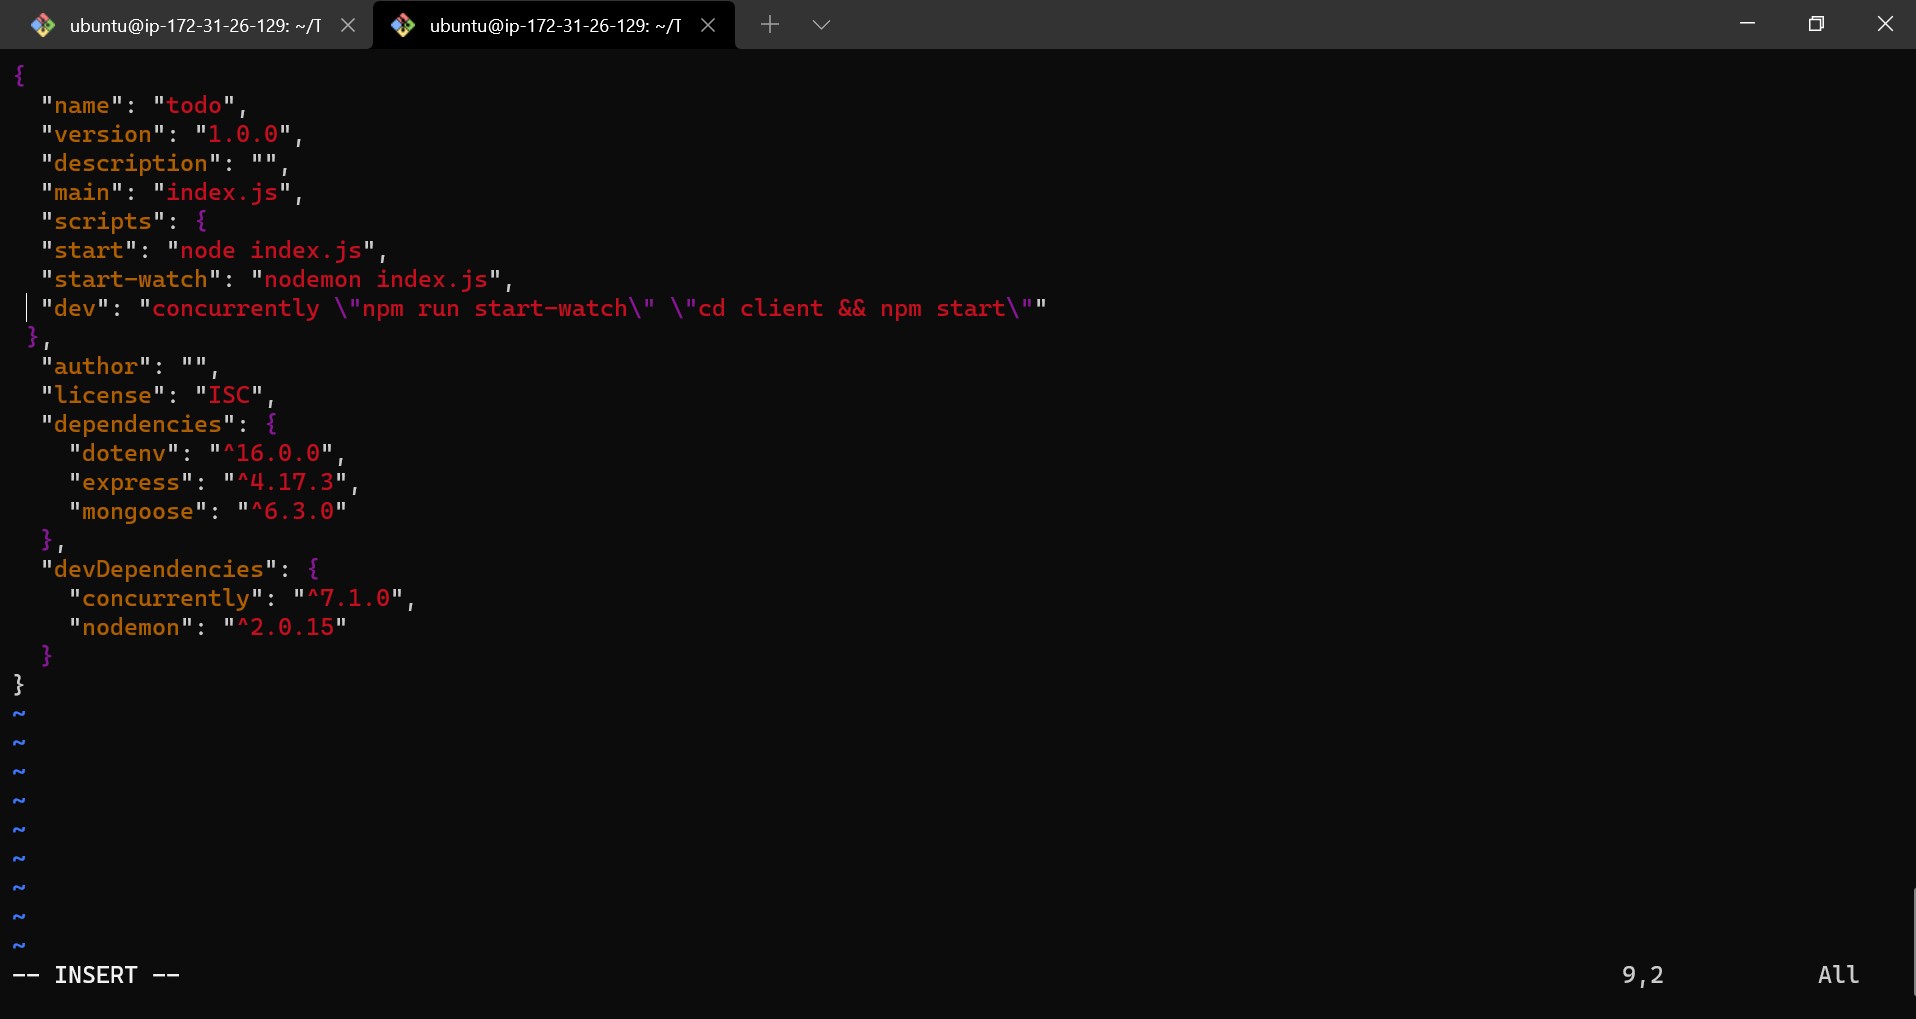 ubuntu@ip-172-31-26-129: ~/T
ubuntu@ip-172-31-26-129: ~/T
{
  "name": "todo",
  "version": "1.0.0",
  "description": "",
  "main": "index.js",
  "scripts": {
  "start": "node index.js",
  "start-watch": "nodemon index.js",
  "dev": "concurrently \"npm run start-watch\" \"cd client && npm start\""
 },
  "author": "",
  "license": "ISC",
  "dependencies": {
    "dotenv": "^16.0.0",
    "express": "^4.17.3",
    "mongoose": "^6.3.0"
  },
  "devDependencies": {
    "concurrently": "^7.1.0",
    "nodemon": "^2.0.15"
  }
}
~
~
~
~
~
~
~
~
~
-- INSERT -- 9,2 All